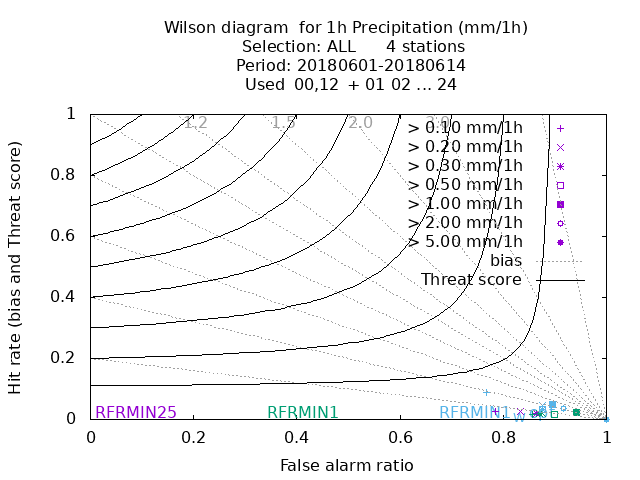 Wilson diagram for 1h Precipitation (mm/1h)
Selection: ALL 4 stations
Period: 20180601-20180614
Used 00,12 + 01 02 ... 24
Hit rate (bias and Threat score)
1
0.8
0.6
0.4
0.2
0
1.2
1.5
2.0
3.0
> 0.10 mm/1h
> 0.20 mm/1h
> 0.30 mm/1h
> 0.50 mm/1h
> 1.00 mm/1h
> 2.00 mm/1h
> 5.00 mm/1h
bias
Threat score
RFRMIN25
RFRMIN1
0
0.2
0.4
0.6
0.8
1
False alarm ratio